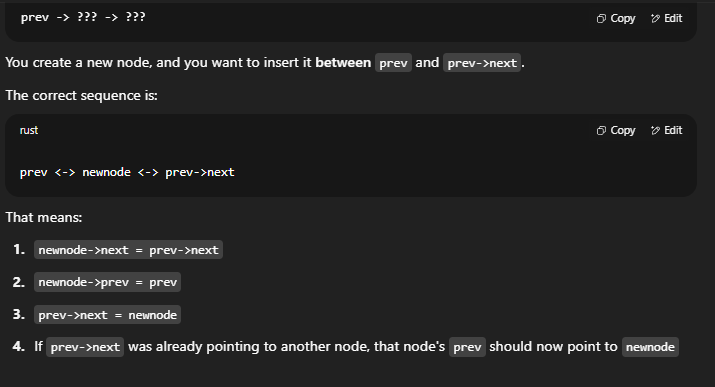 prev -> ??? -> ???
Copy Edit
You create a new node, and you want to insert it between prev and prev->next.
The correct sequence is:
rust
Copy Edit
prev <-> newnode <-> prev->next
That means:
1. newnode->next = prev->next
2. newnode->prev = prev
3. prev->next = newnode
4. If prev->next was already pointing to another node, that node's prev should now point to newnode